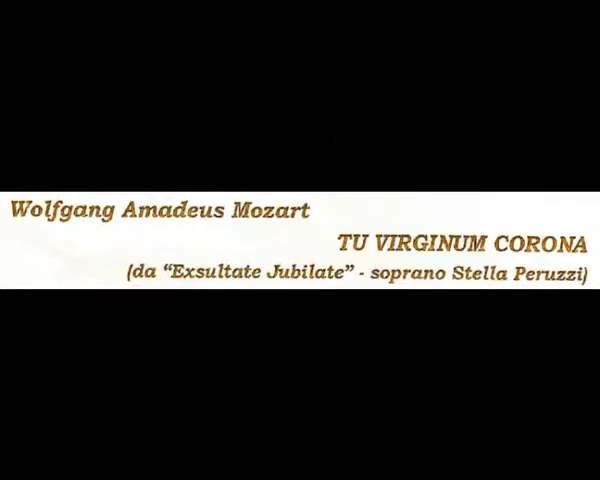 Wolfgang Amadeus Mozart
TU VIRGINUM CORONA
(da “Exsultate Jubilate” - soprano Stella Peruzzi)